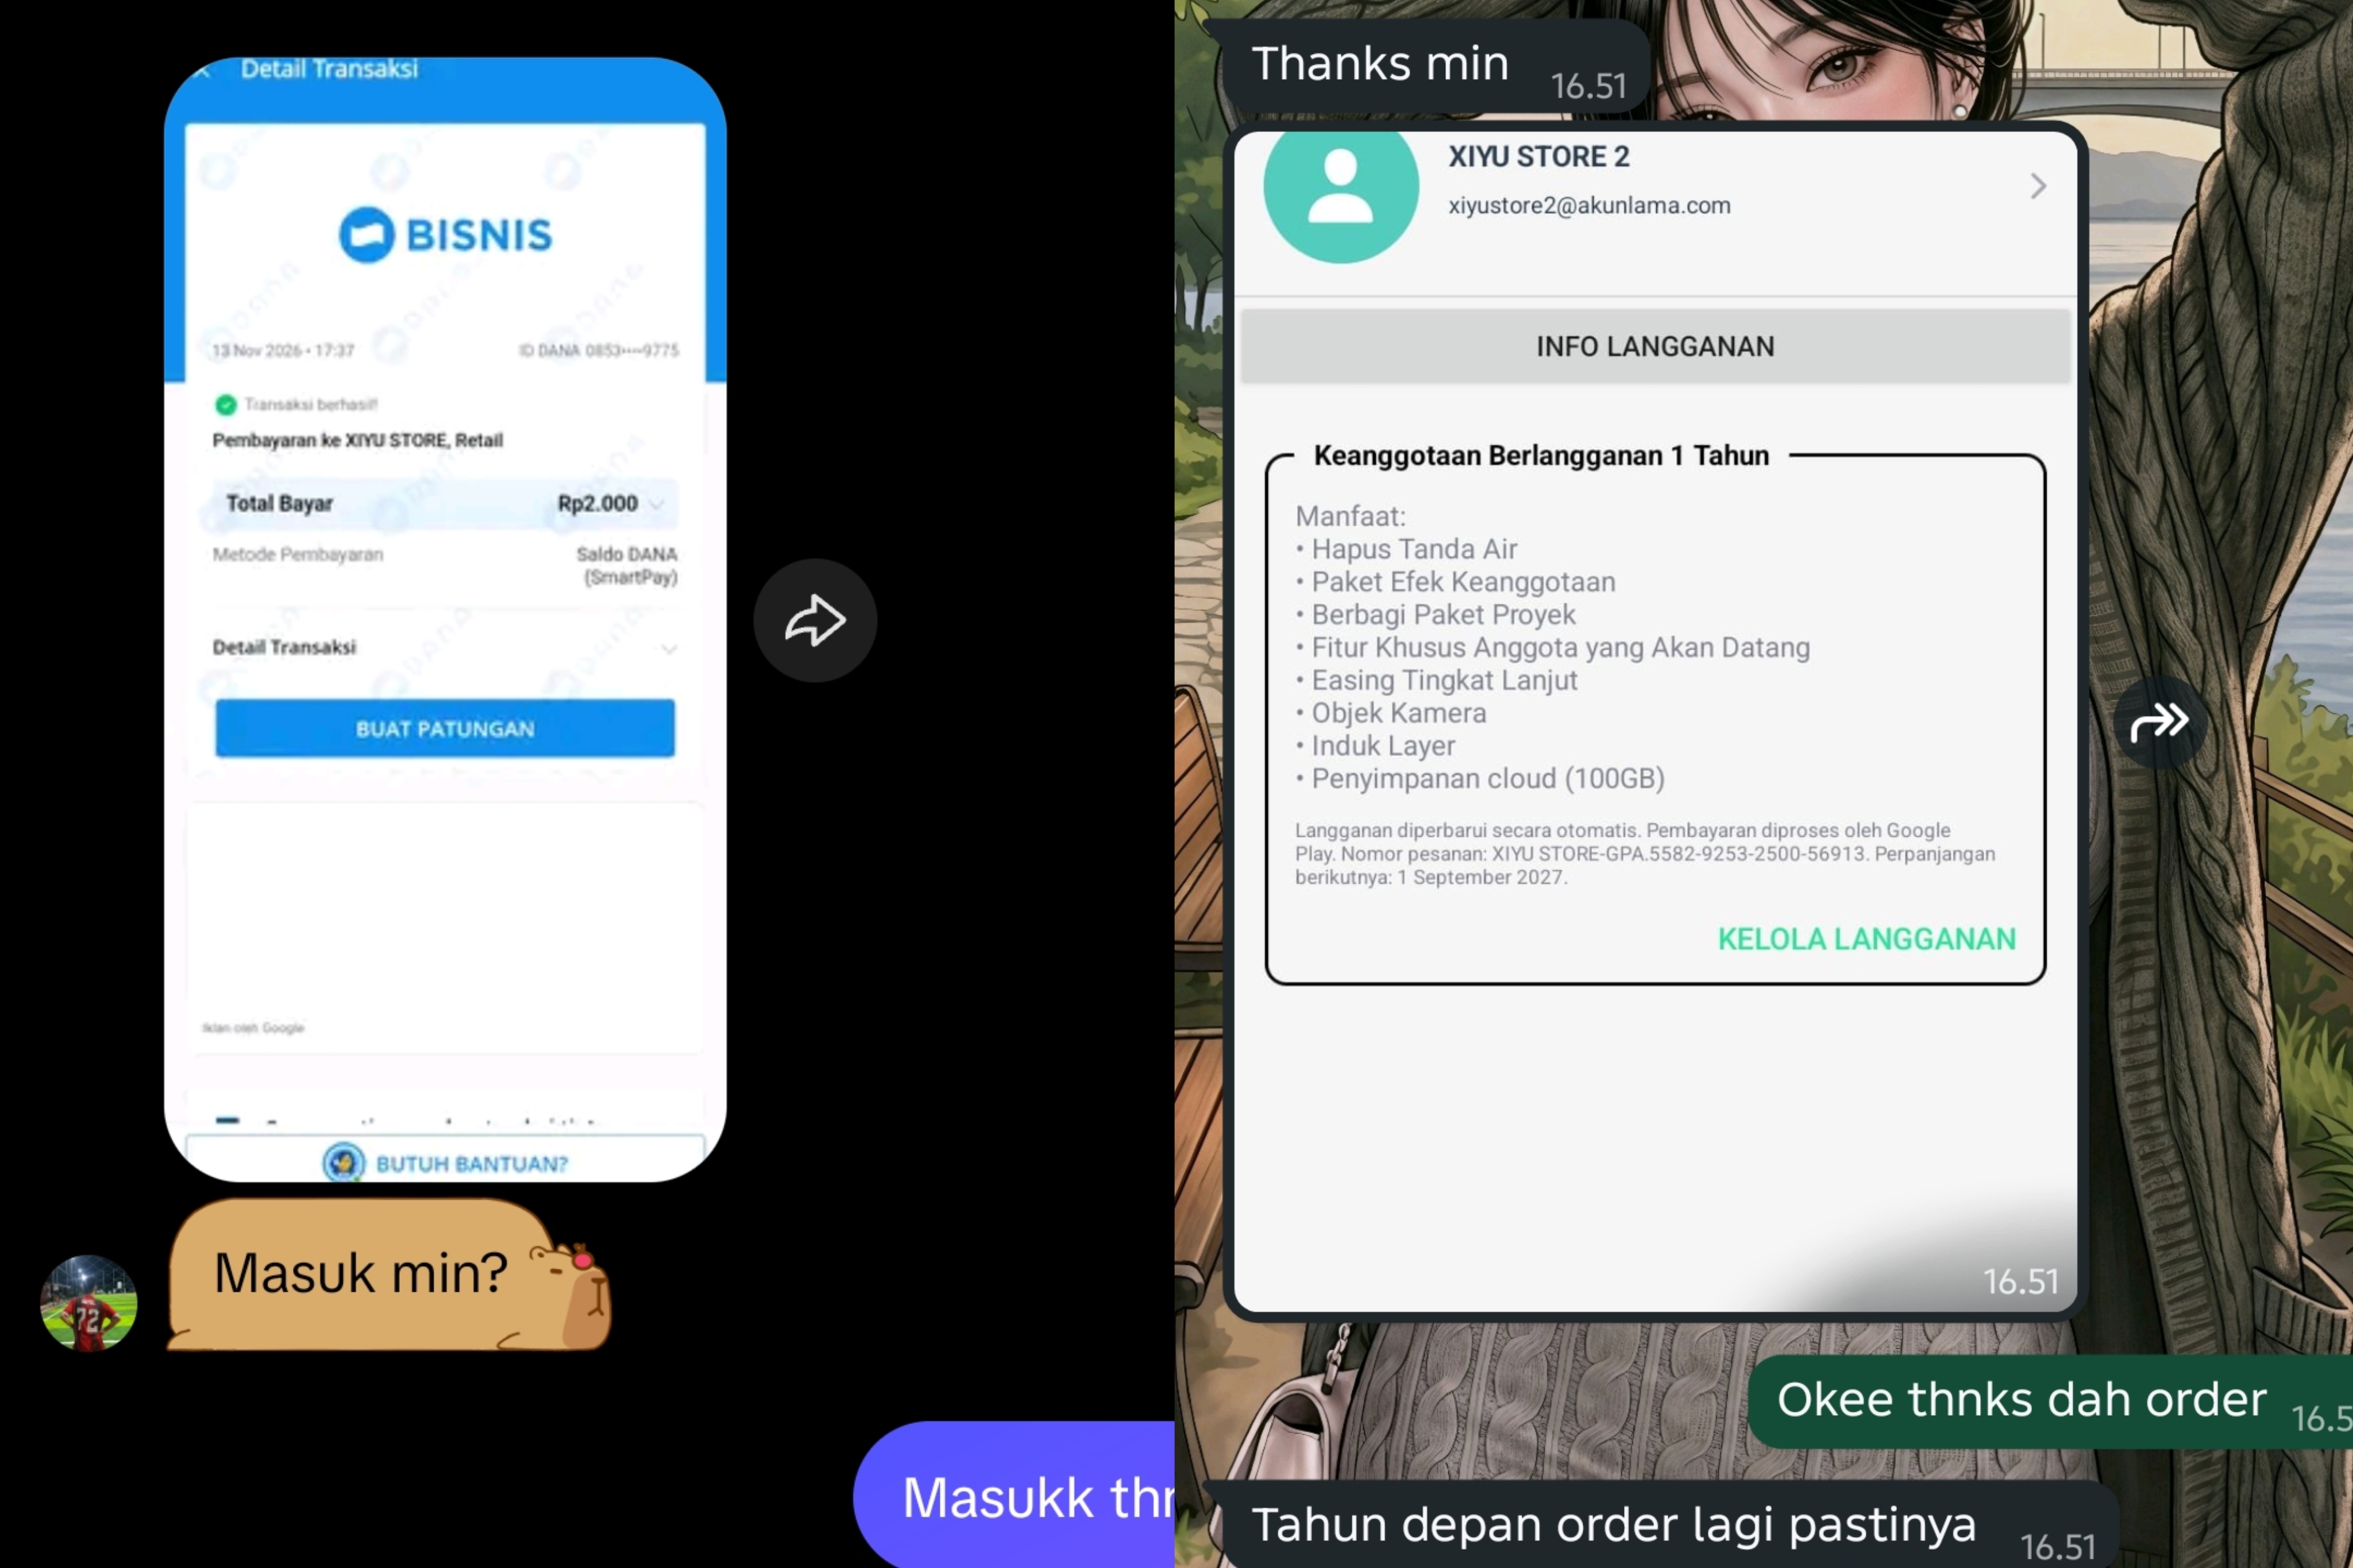 Detail Transaksi
BISNIS
13 Nov 2026 • 17:37
ID DANA 0853••••9775
Transaksi berhasil!
Pembayaran ke XIYU STORE, Retail
Total Bayar
Rp2.000
Metode Pembayaran
Saldo DANA
(SmartPay)
Detail Transaksi
BUAT PATUNGAN
Iklan oleh Google
BUTUH BANTUAN?
Masuk min?
72
Masukk
Thanks min
16.51
XIYU STORE 2
xiyustore2@akunlama.com
INFO LANGGANAN
Keanggotaan Berlangganan 1 Tahun
Manfaat:
• Hapus Tanda Air
• Paket Efek Keanggotaan
• Berbagi Paket Proyek
• Fitur Khusus Anggota yang Akan Datang
• Easing Tingkat Lanjut
• Objek Kamera
• Induk Layer
• Penyimpanan cloud (100GB)
Langganan diperbarui secara otomatis. Pembayaran diproses oleh Google
Play. Nomor pesanan: XIYU STORE-GPA.5582-9253-2500-56913. Perpanjangan
berikutnya: 1 September 2027.
KELOLA LANGGANAN
16.51
Okee thnks dah order
16.5
Tahun depan order lagi pastinya
16.51